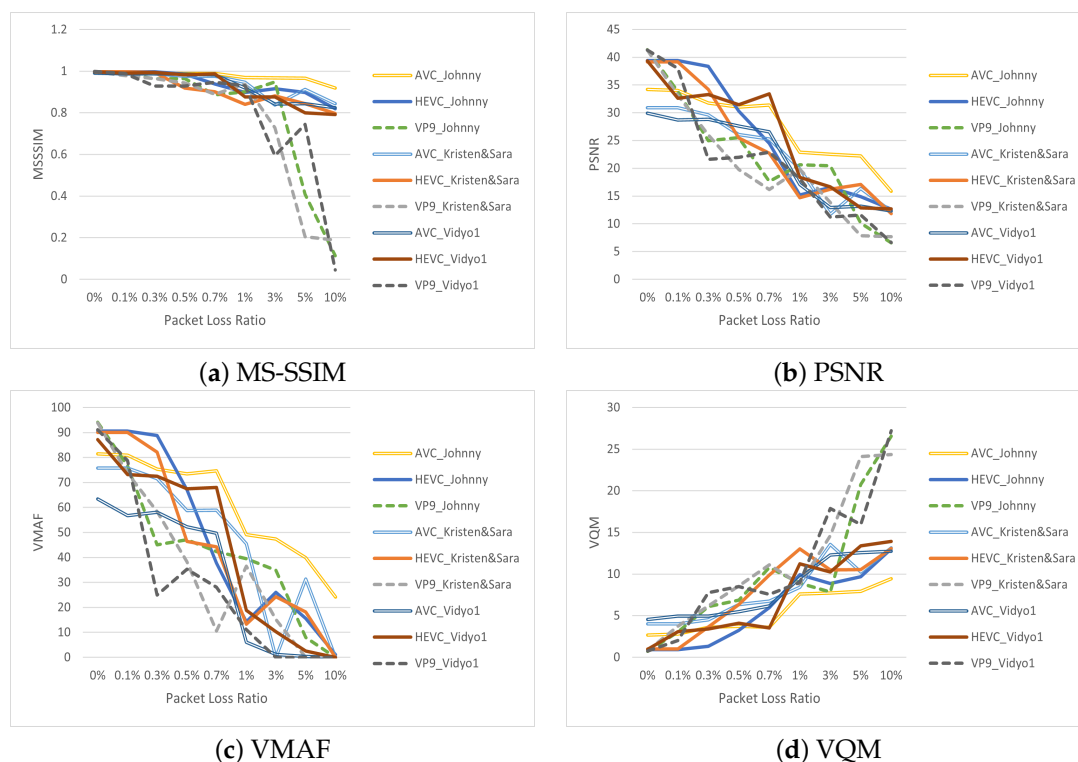 1.2
1
0.8
0.6
0.4
0.2
0
MSSSIM
0% 0.1% 0.3% 0.5% 0.7% 1% 3% 5% 10%
Packet Loss Ratio
AVC_Johnny
HEVC_Johnny
VP9_Johnny
AVC_Kristen&Sara
HEVC_Kristen&Sara
VP9_Kristen&Sara
AVC_Vidyo1
HEVC_Vidyo1
VP9_Vidyo1
(a) MS-SSIM
45
40
35
30
25
20
15
10
5
0
PSNR
0% 0.1% 0.3% 0.5% 0.7% 1% 3% 5% 10%
Packet Loss Ratio
AVC_Johnny
HEVC_Johnny
VP9_Johnny
AVC_Kristen&Sara
HEVC_Kristen&Sara
VP9_Kristen&Sara
AVC_Vidyo1
HEVC_Vidyo1
VP9_Vidyo1
(b) PSNR
100
90
80
70
60
50
40
30
20
10
0
VMAF
0% 0.1% 0.3% 0.5% 0.7% 1% 3% 5% 10%
Packet Loss Ratio
AVC_Johnny
HEVC_Johnny
VP9_Johnny
AVC_Kristen&Sara
HEVC_Kristen&Sara
VP9_Kristen&Sara
AVC_Vidyo1
HEVC_Vidyo1
VP9_Vidyo1
(c) VMAF
30
25
20
15
10
5
0
VQM
0% 0.1% 0.3% 0.5% 0.7% 1% 3% 5% 10%
Packet Loss Ratio
AVC_Johnny
HEVC_Johnny
VP9_Johnny
AVC_Kristen&Sara
HEVC_Kristen&Sara
VP9_Kristen&Sara
AVC_Vidyo1
HEVC_Vidyo1
VP9_Vidyo1
(d) VQM